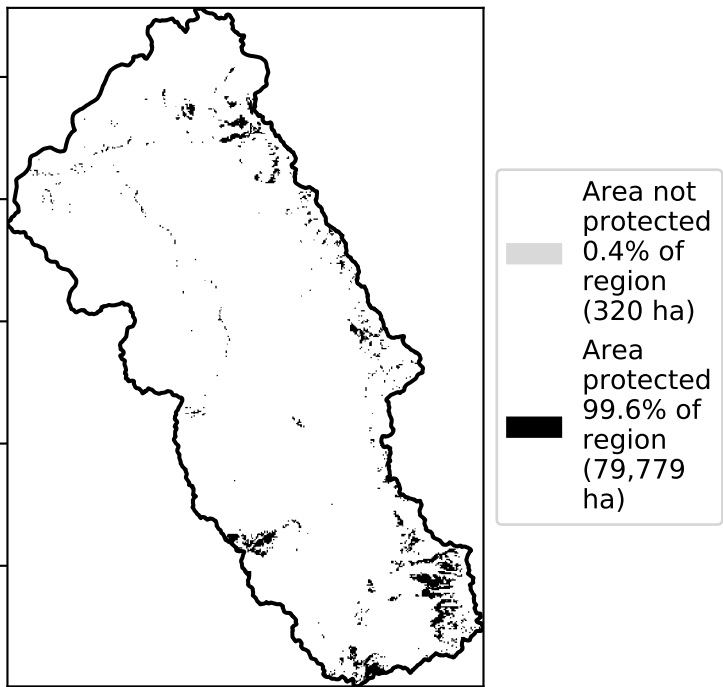 Area not
protected
0.4% of
region
(320 ha)
Area
protected
99.6% of
region
(79,779
ha)